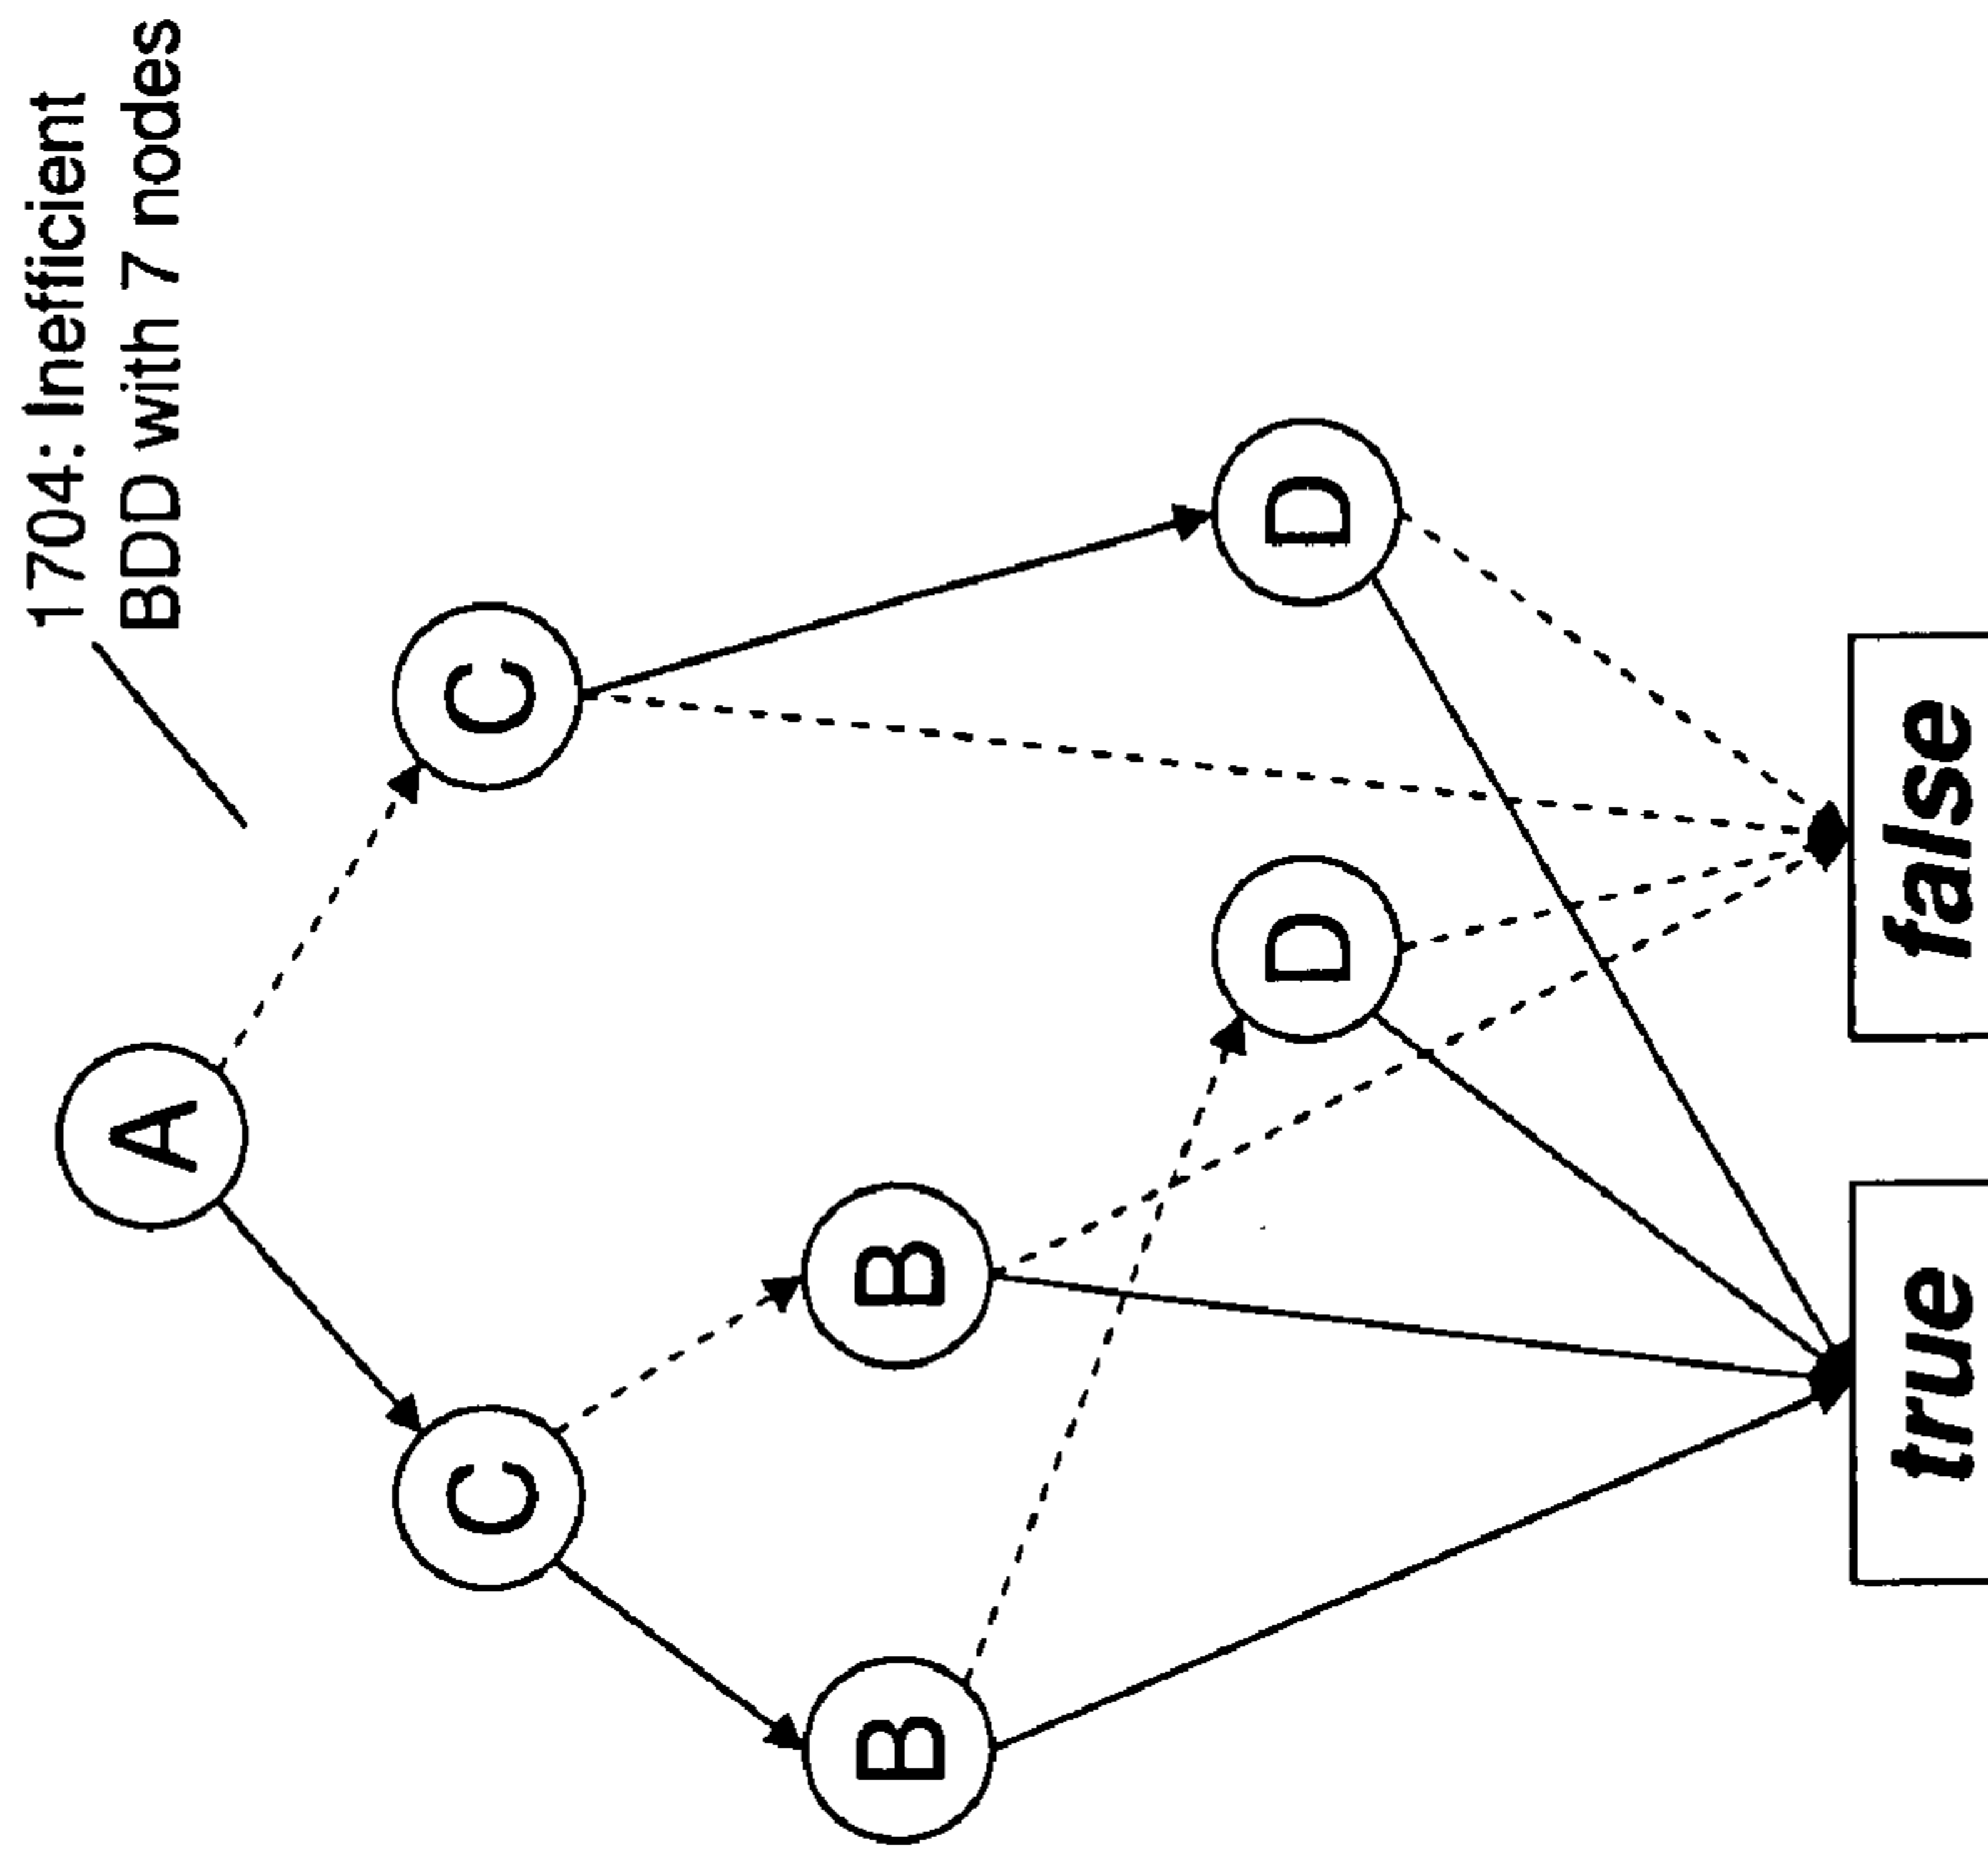 1704: Inefficient
BDD with 7 nodes
A
C
C
B
B
D
D
true
false